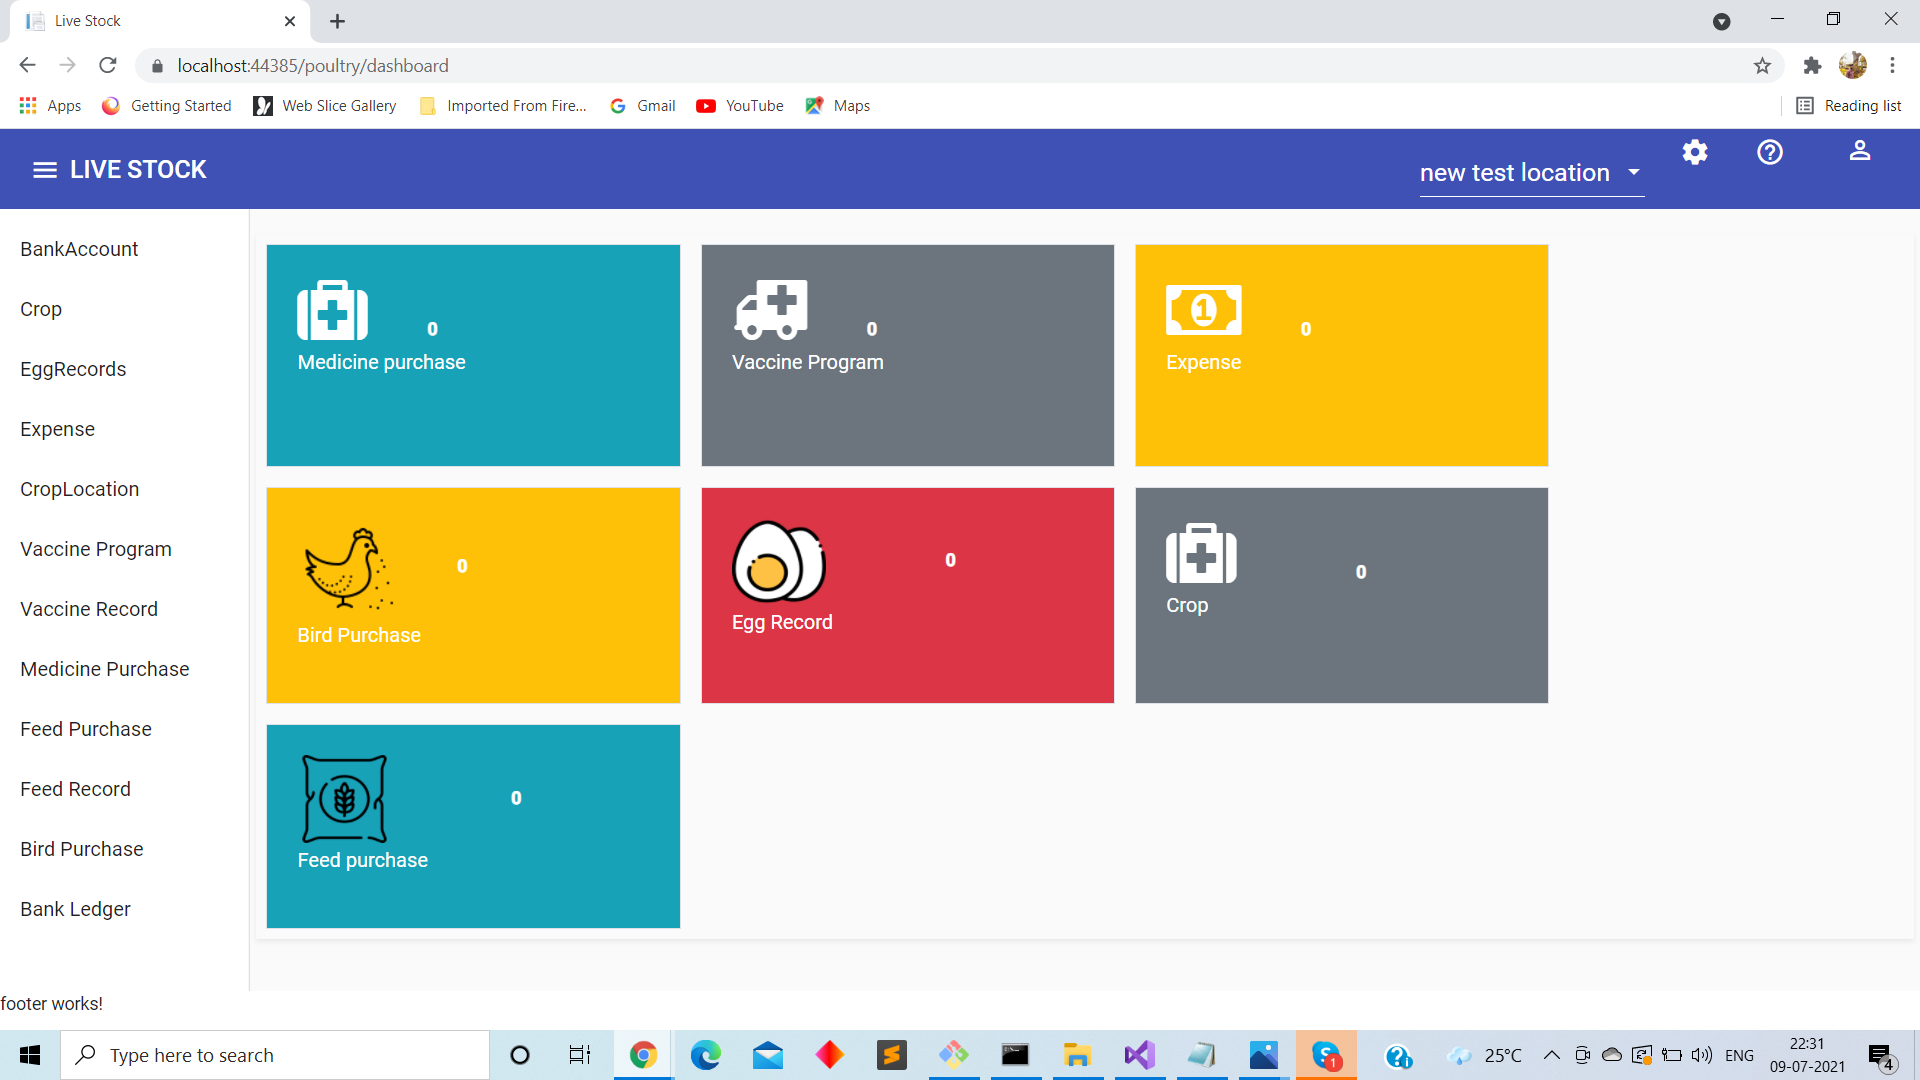 Live Stock
localhost:44385/poultry/dashboard
Apps Getting Started Web Slice Gallery Imported From Fire... Gmail YouTube Maps Reading list
LIVE STOCK new test location
BankAccount
Crop
EggRecords
Expense
CropLocation
Vaccine Program
Vaccine Record
Medicine Purchase
Feed Purchase
Feed Record
Bird Purchase
Bank Ledger
0
Medicine purchase
0
Vaccine Program
1
0
Expense
0
Bird Purchase
0
Egg Record
0
Crop
0
Feed purchase
footer works!
Type here to search
1
25°C
ENG
22:31
09-07-2021
4